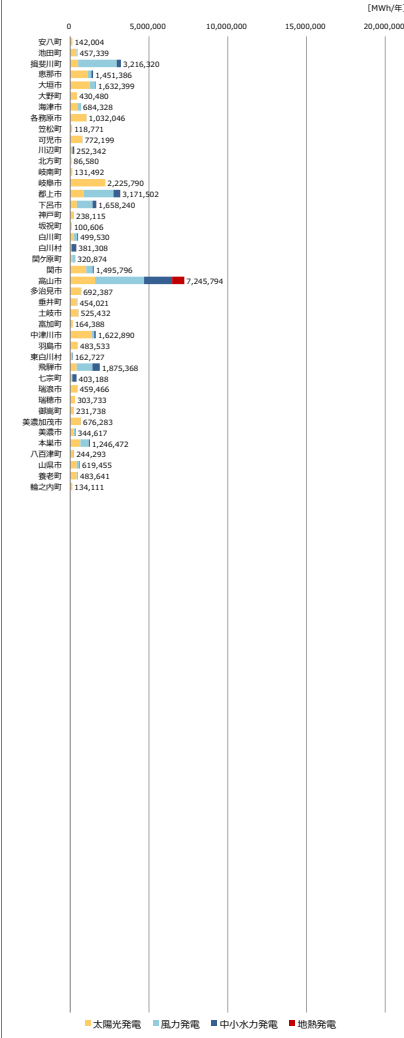 [MWh/年]
0 5,000,000 10,000,000 15,000,000 20,000,000
安八町 142,004
池田町 457,339
揖斐川町 3,216,320
恵那市 1,451,386
大垣市 1,632,399
大野町 430,480
海津市 684,328
各務原市 1,032,046
笠松町 118,771
可児市 772,199
川辺町 252,342
北方町 86,580
岐南町 131,492
岐阜市 2,225,790
郡上市 3,171,502
下呂市 1,658,240
神戸町 238,115
坂祝町 100,606
白川町 499,530
白川村 381,308
関ケ原町 320,874
関市 1,495,796
高山市 7,245,794
多治見市 692,387
垂井町 454,021
土岐市 525,432
富加町 164,388
中津川市 1,622,890
羽島市 483,533
東白川村 162,727
飛騨市 1,875,368
七宗町 403,188
瑞浪市 459,466
瑞穂市 303,733
御嵩町 231,738
美濃加茂市 676,283
美濃市 344,617
本巣市 1,246,472
八百津町 244,293
山県市 619,455
養老町 483,641
輪之内町 134,111
太陽光発電 風力発電 中小水力発電 地熱発電